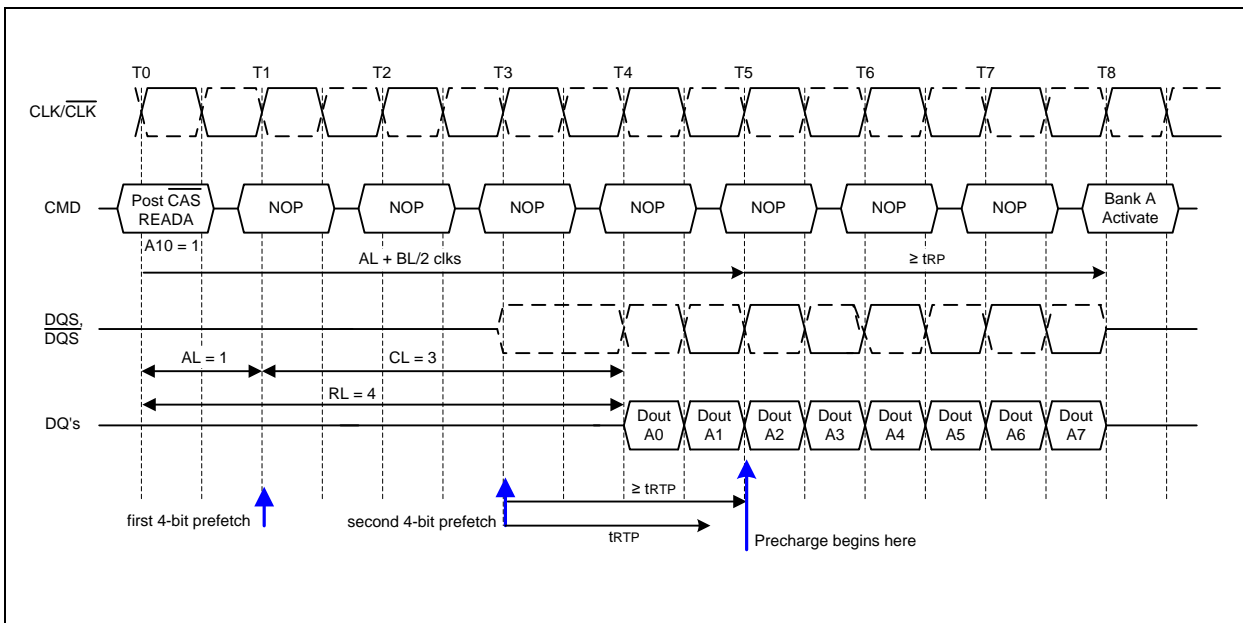 T0 T1 T2 T3 T4 T5 T6 T7 T8
CLK/CLK
CMD
Post CAS
READA
NOP NOP NOP NOP NOP NOP NOP
Bank A
Activate
A10 = 1
AL + BL/2 clks
≥ tRP
DQS,
DQS
AL = 1
CL = 3
RL = 4
DQ's
Dout
A0
Dout
A1
Dout
A2
Dout
A3
Dout
A4
Dout
A5
Dout
A6
Dout
A7
first 4-bit prefetch
second 4-bit prefetch
≥ tRTP
tRTP
Precharge begins here